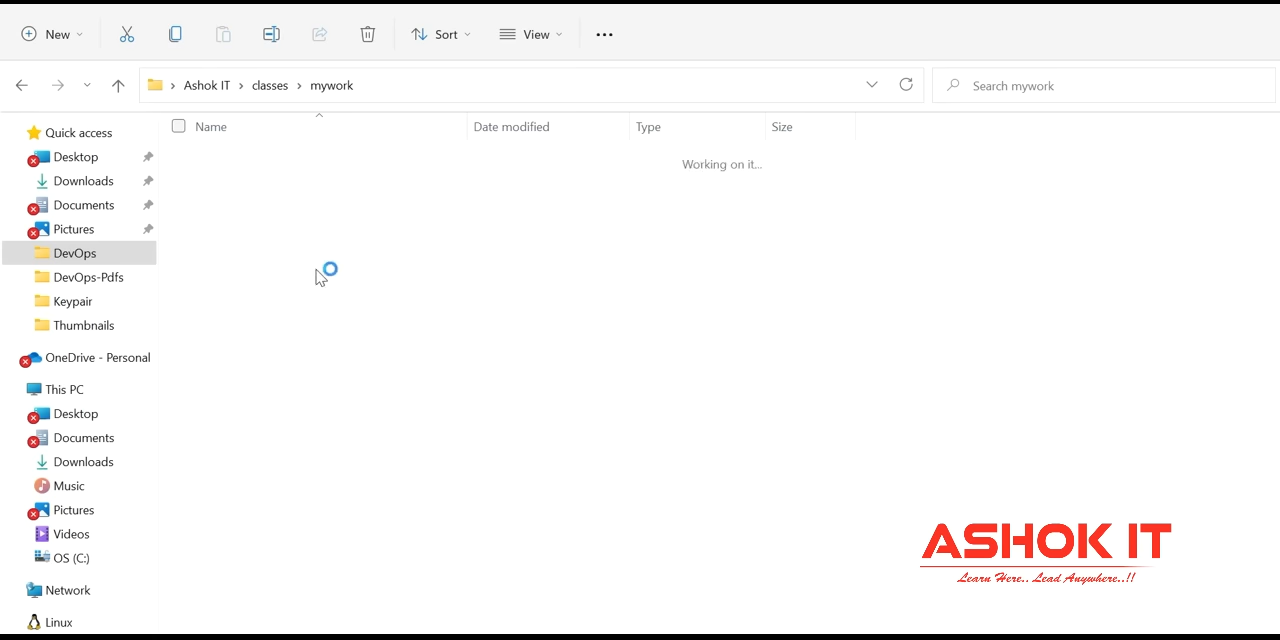 New
Sort
View
Ashok IT > classes > mywork
Search mywork
Name
Date modified
Type
Size
Working on it...
Quick access
Desktop
Downloads
Documents
Pictures
DevOps
DevOps-Pdfs
Keypair
Thumbnails
OneDrive - Personal
This PC
Desktop
Documents
Downloads
Music
Pictures
Videos
OS (C:)
Network
Linux
ASHOK IT
Learn Here.. Lead Anywhere..!!